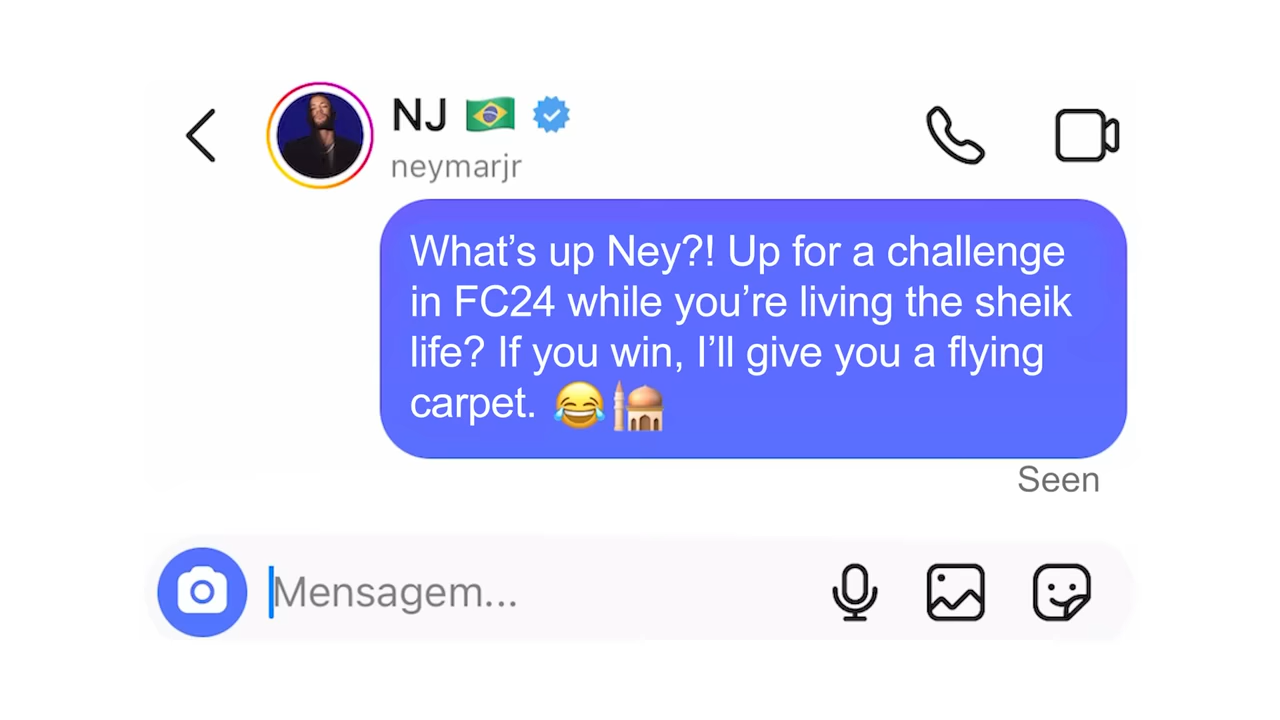 NJ 🇧🇷
neymarjr
What’s up Ney?! Up for a challenge
in FC24 while you’re living the sheik
life? If you win, I’ll give you a flying
carpet. 😂🕌
Seen
Mensagem...